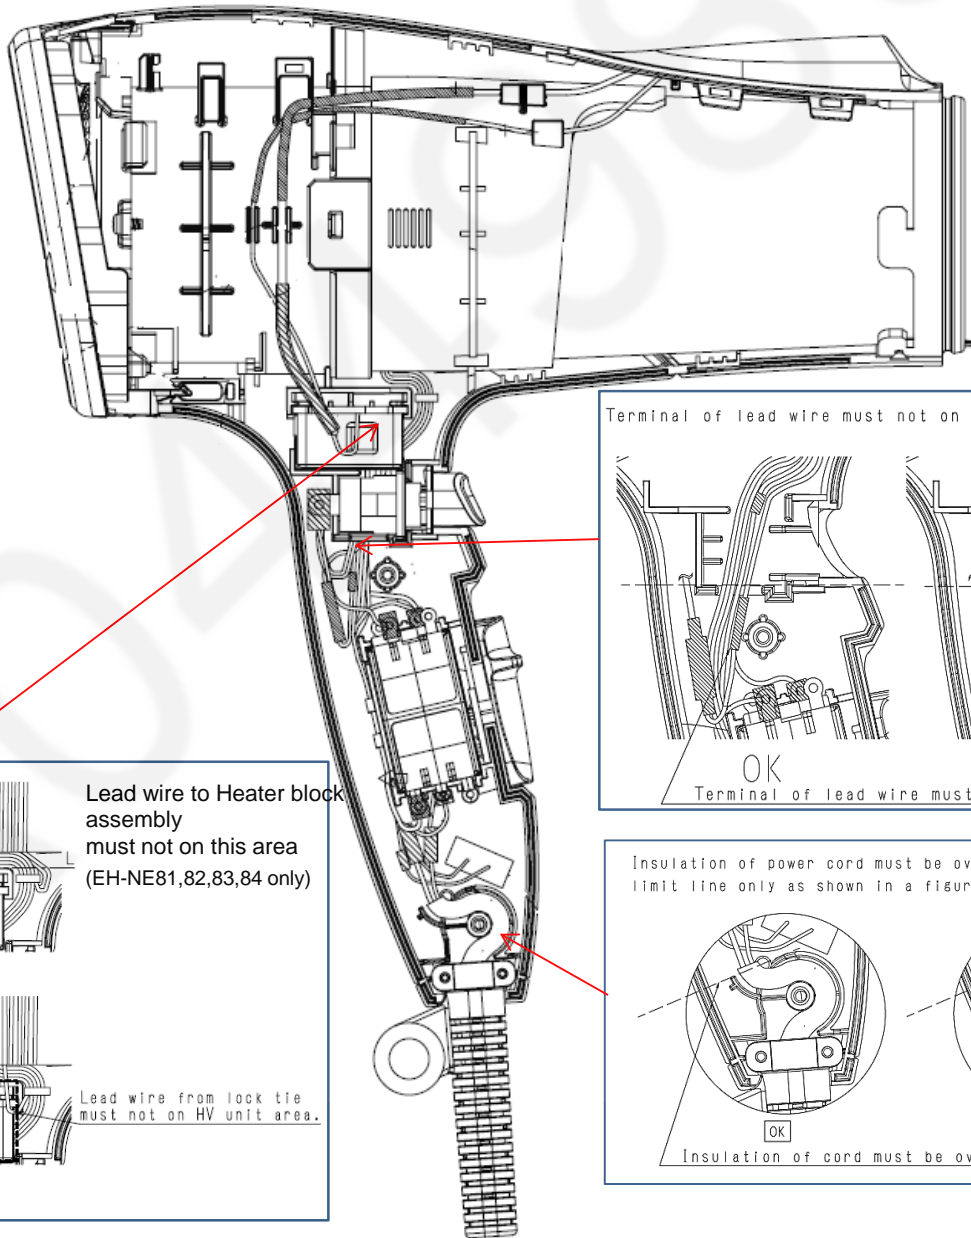 Terminal of lead wire must not on
OK
Terminal of lead wire must
Lead wire to Heater block
assembly
must not on this area
(EH-NE81,82,83,84 only)
Lead wire from lock tie
must not on HV unit area.
Insulation of power cord must be ov
limit line only as shown in a figur
OK
Insulation of cord must be ov